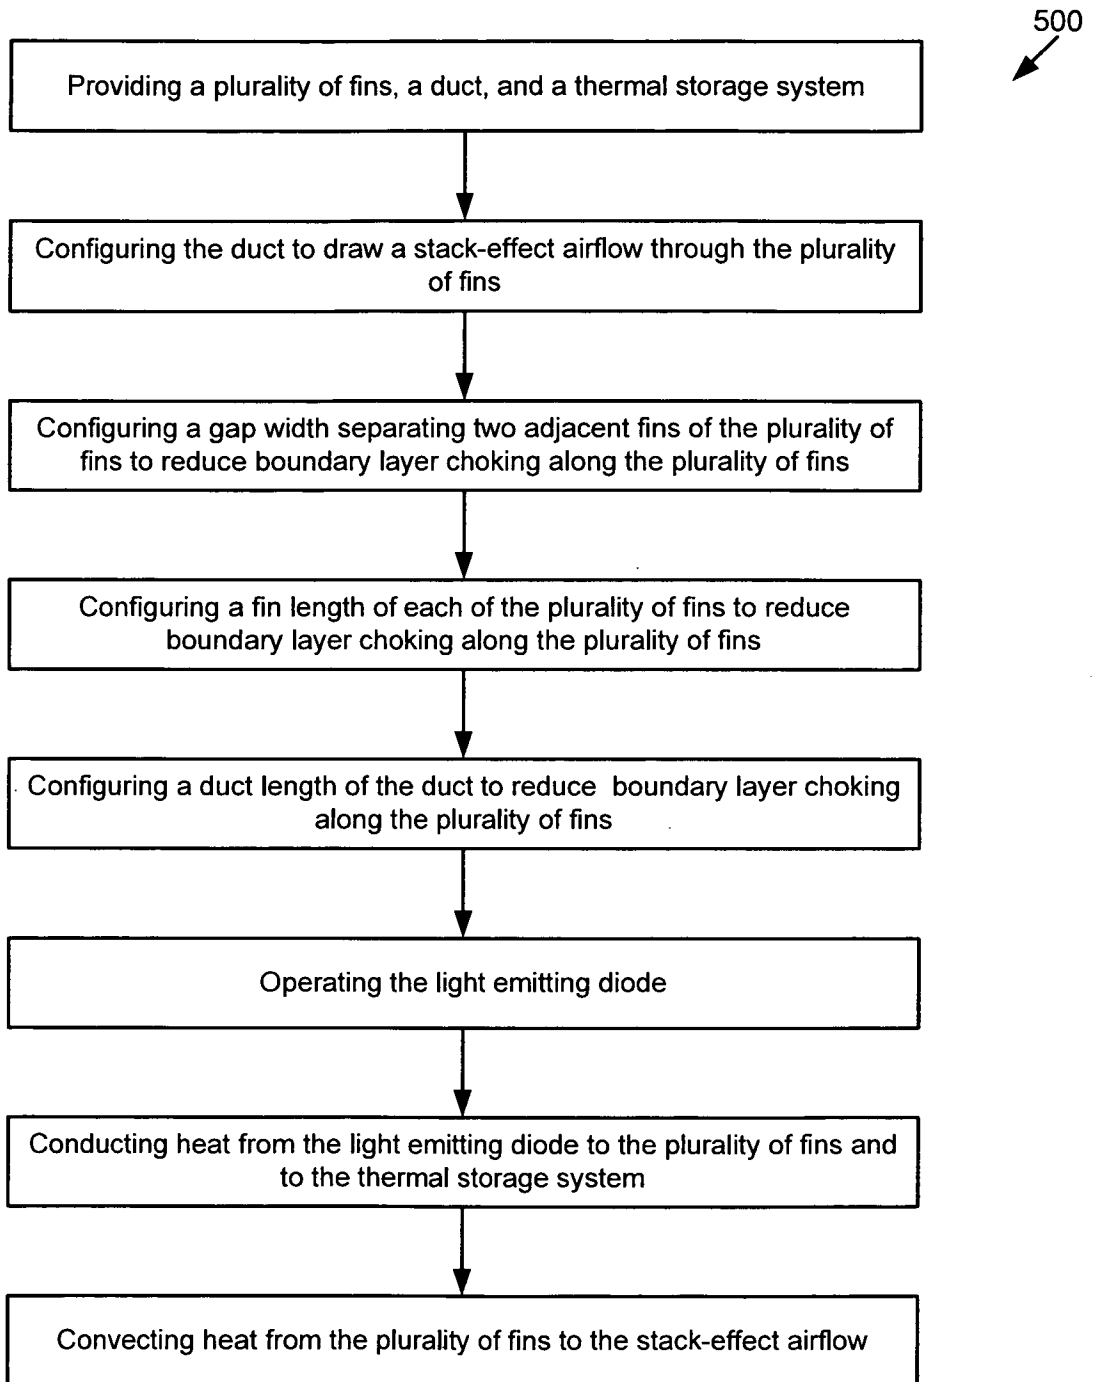 500
Providing a plurality of fins, a duct, and a thermal storage system
Configuring the duct to draw a stack-effect airflow through the plurality
of fins
Configuring a gap width separating two adjacent fins of the plurality of
fins to reduce boundary layer choking along the plurality of fins
Configuring a fin length of each of the plurality of fins to reduce
boundary layer choking along the plurality of fins
Configuring a duct length of the duct to reduce boundary layer choking
along the plurality of fins
Operating the light emitting diode
Conducting heat from the light emitting diode to the plurality of fins and
to the thermal storage system
Convecting heat from the plurality of fins to the stack-effect airflow